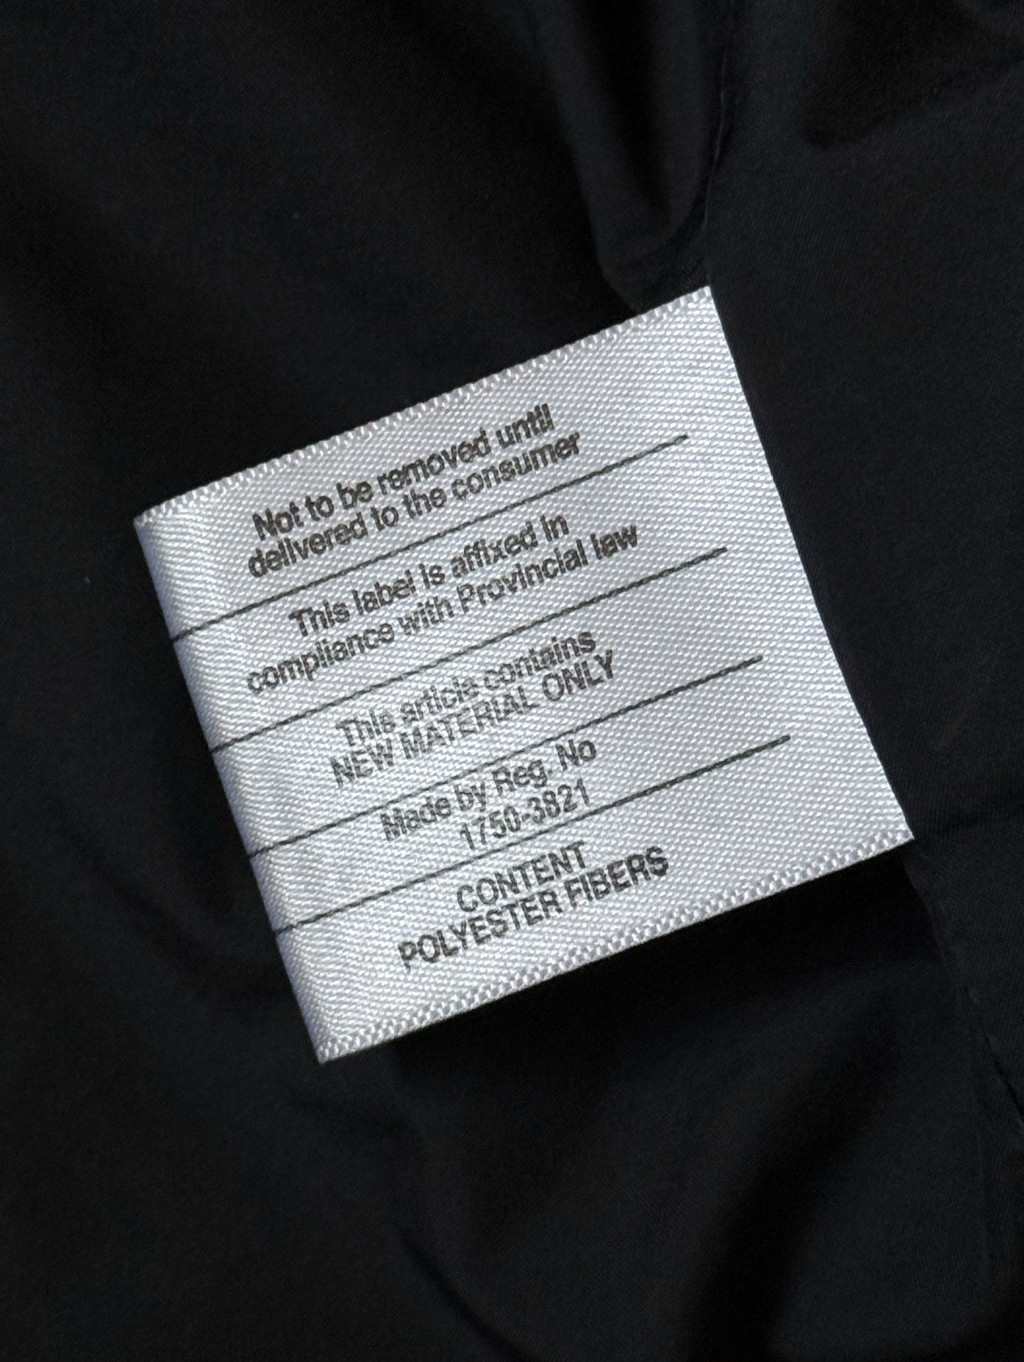 Not to be removed until
delivered to the consumer
This label is affixed in
compliance with Provincial law
This article contains
NEW MATERIAL ONLY
Made by Reg. No
1750-3821
CONTENT
POLYESTER FIBERS